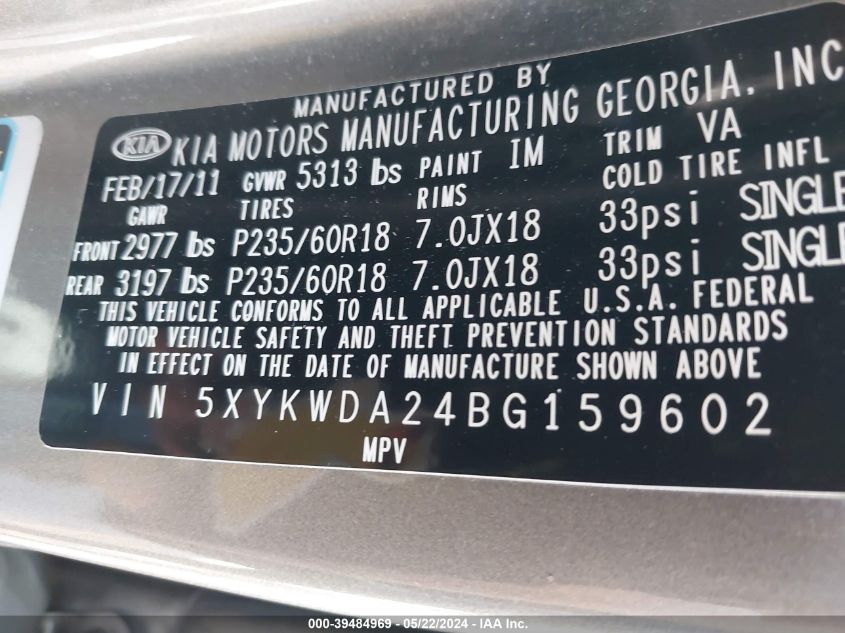 MANUFACTURED BY
KIA KIA MOTORS MANUFACTURING GEORGIA, INC
FEB/17/11 GVWR 5313 lbs PAINT IM TRIM VA
GAWR TIRES RIMS COLD TIRE INFL
FRONT 2977 lbs P235/60R18 7.0JX18 33psi SINGLE
REAR 3197 lbs P235/60R18 7.0JX18 33psi SINGLE
THIS VEHICLE CONFORMS TO ALL APPLICABLE U.S.A. FEDERAL
MOTOR VEHICLE SAFETY AND THEFT PREVENTION STANDARDS
IN EFFECT ON THE DATE OF MANUFACTURE SHOWN ABOVE
VIN 5XYKWDA24BG159602
MPV
000-39484969 - 05/22/2024 - IAA Inc.